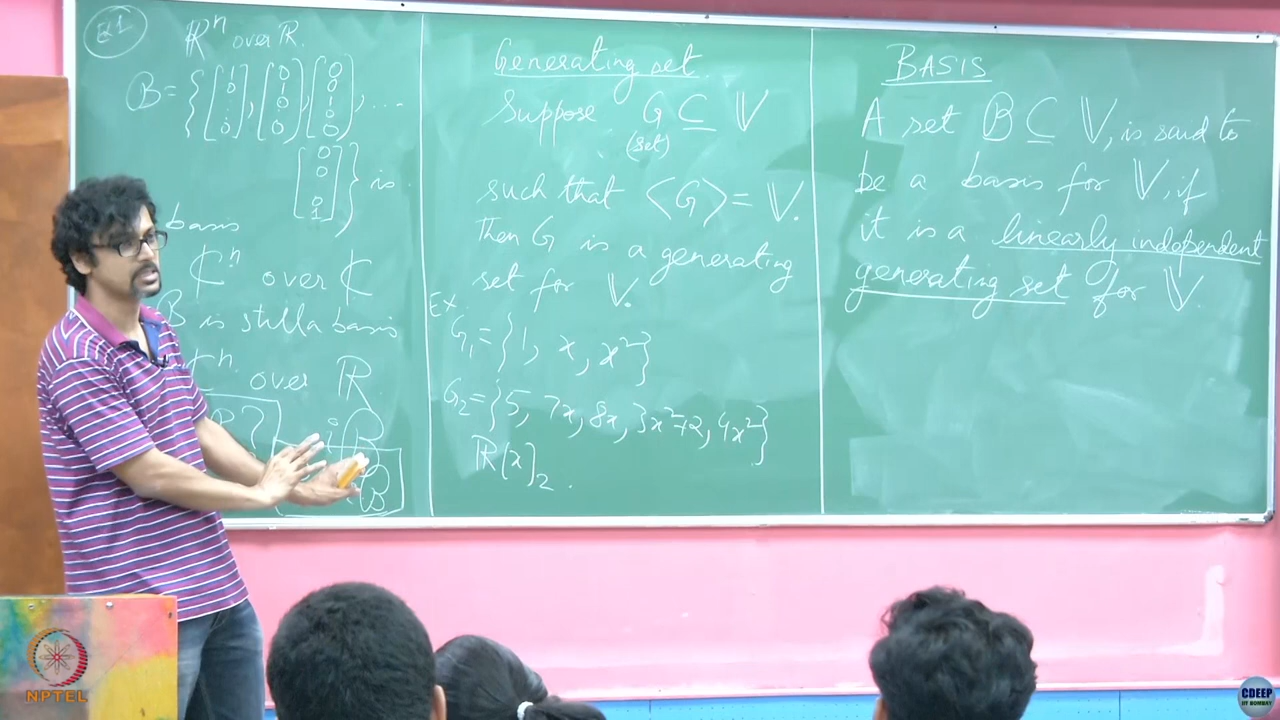 Ex1
ℝⁿ over ℝ.
B = { [1 0 ⋮ 0], [0 1 0 ⋮ 0], [0 0 1 0 ⋮ 0], ....
[0 0 ⋮ 0 1] } is
basis
ℂⁿ over ℂ
B is still a basis
ⁿ over ℝ
B
Generating set
Suppose G ⊆ 𝕍
(set)
such that ⟨G⟩ = 𝕍.
Then G is a generating
set for 𝕍.
Ex.
G₁ = {1, x, x²}
G₂ = {5, 7x, 8x, 3x²+2, 4x²}
ℝ[x]₂.
BASIS
A set B ⊆ 𝕍, is said to
be a basis for 𝕍, if
it is a linearly independent
generating set for 𝕍.
NPTEL
CDEEP
IIT BOMBAY